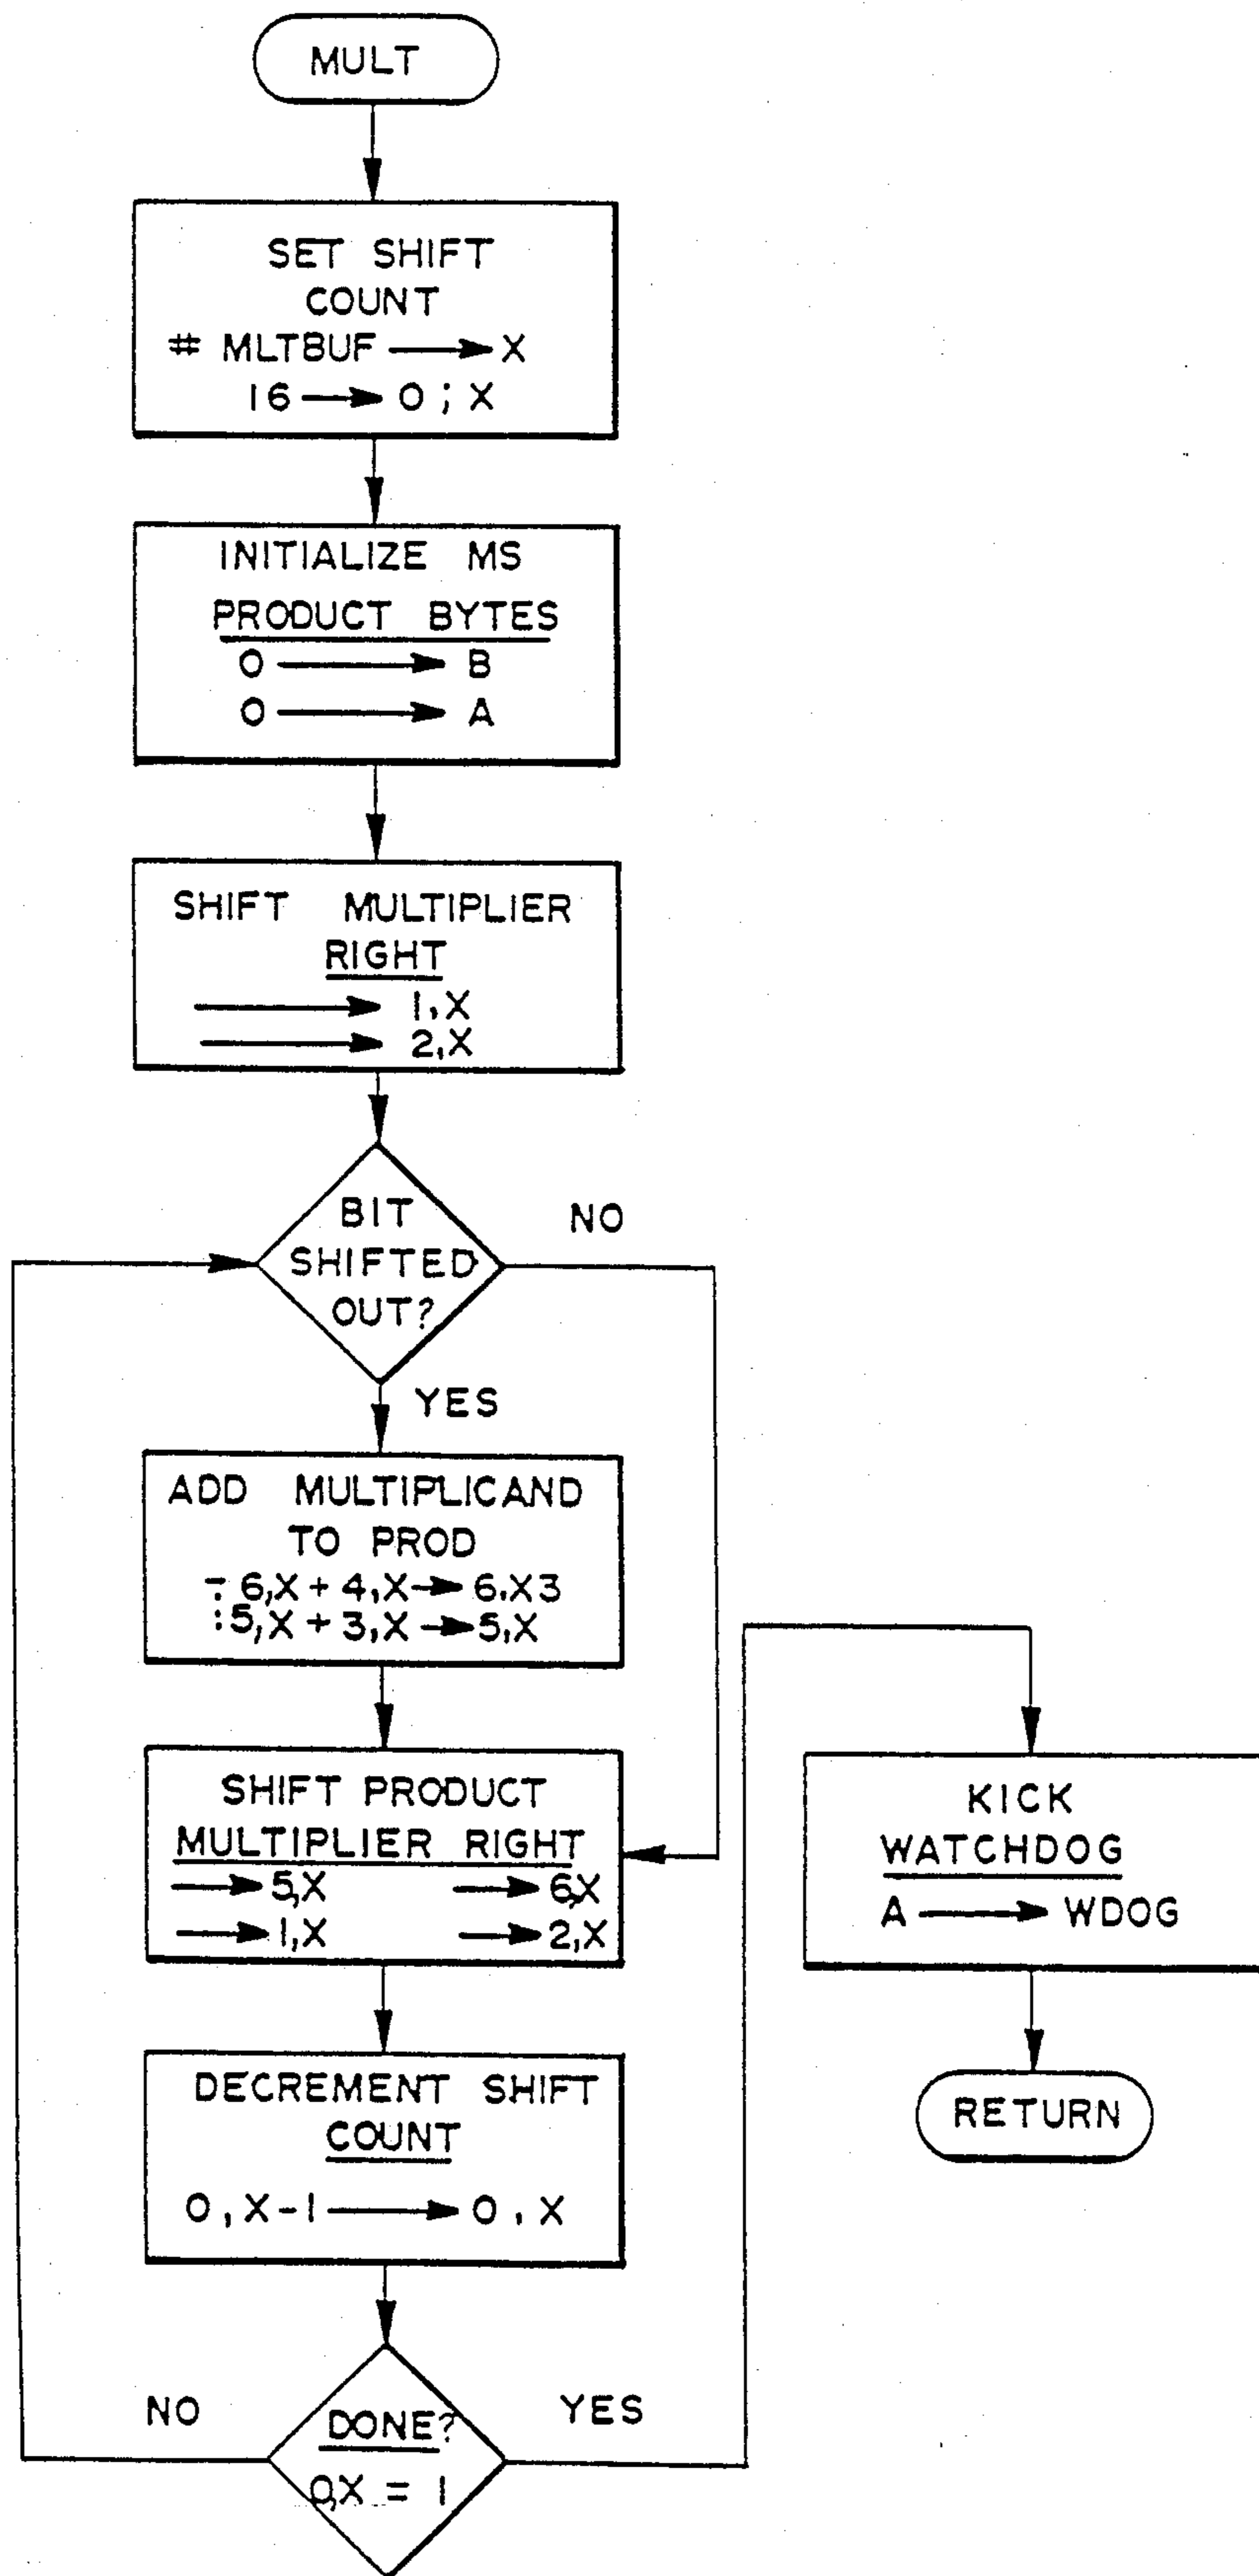 MULT
SET SHIFT
COUNT
# MLTBUF → X
16 → 0 ; X
INITIALIZE MS
PRODUCT BYTES
0 → B
0 → A
SHIFT MULTIPLIER
RIGHT
→ 1,X
→ 2,X
BIT
SHIFTED
OUT?
NO
YES
ADD MULTIPLICAND
TO PROD
6,X + 4,X → 6,X3
:5,X + 3,X → 5,X
SHIFT PRODUCT
MULTIPLIER RIGHT
→ 5,X → 6,X
→ 1,X → 2,X
DECREMENT SHIFT
COUNT
0,X-1 → 0,X
DONE?
0,X = 1
NO
YES
KICK
WATCHDOG
A → WDOG
RETURN